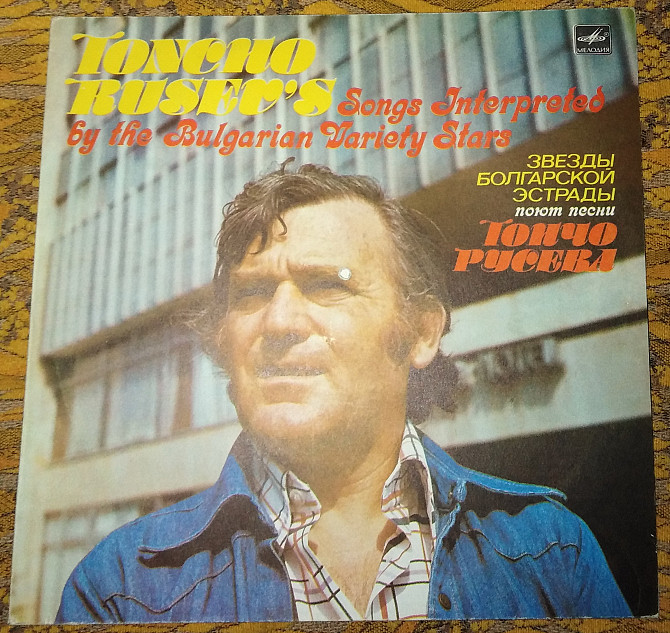 TONCHO
RUSEV'S Songs Interpreted
by the Bulgarian Variety Stars
МЕЛОДИЯ
ЗВЕЗДЫ
БОЛГАРСКОЙ
ЭСТРАДЫ
поют песни
ТОНЧО
РУСЕВА